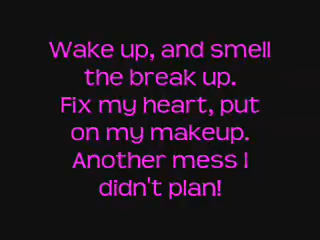 Wake up, and smell
the break up.
Fix my heart, put
on my makeup.
Another mess I
didn't plan!